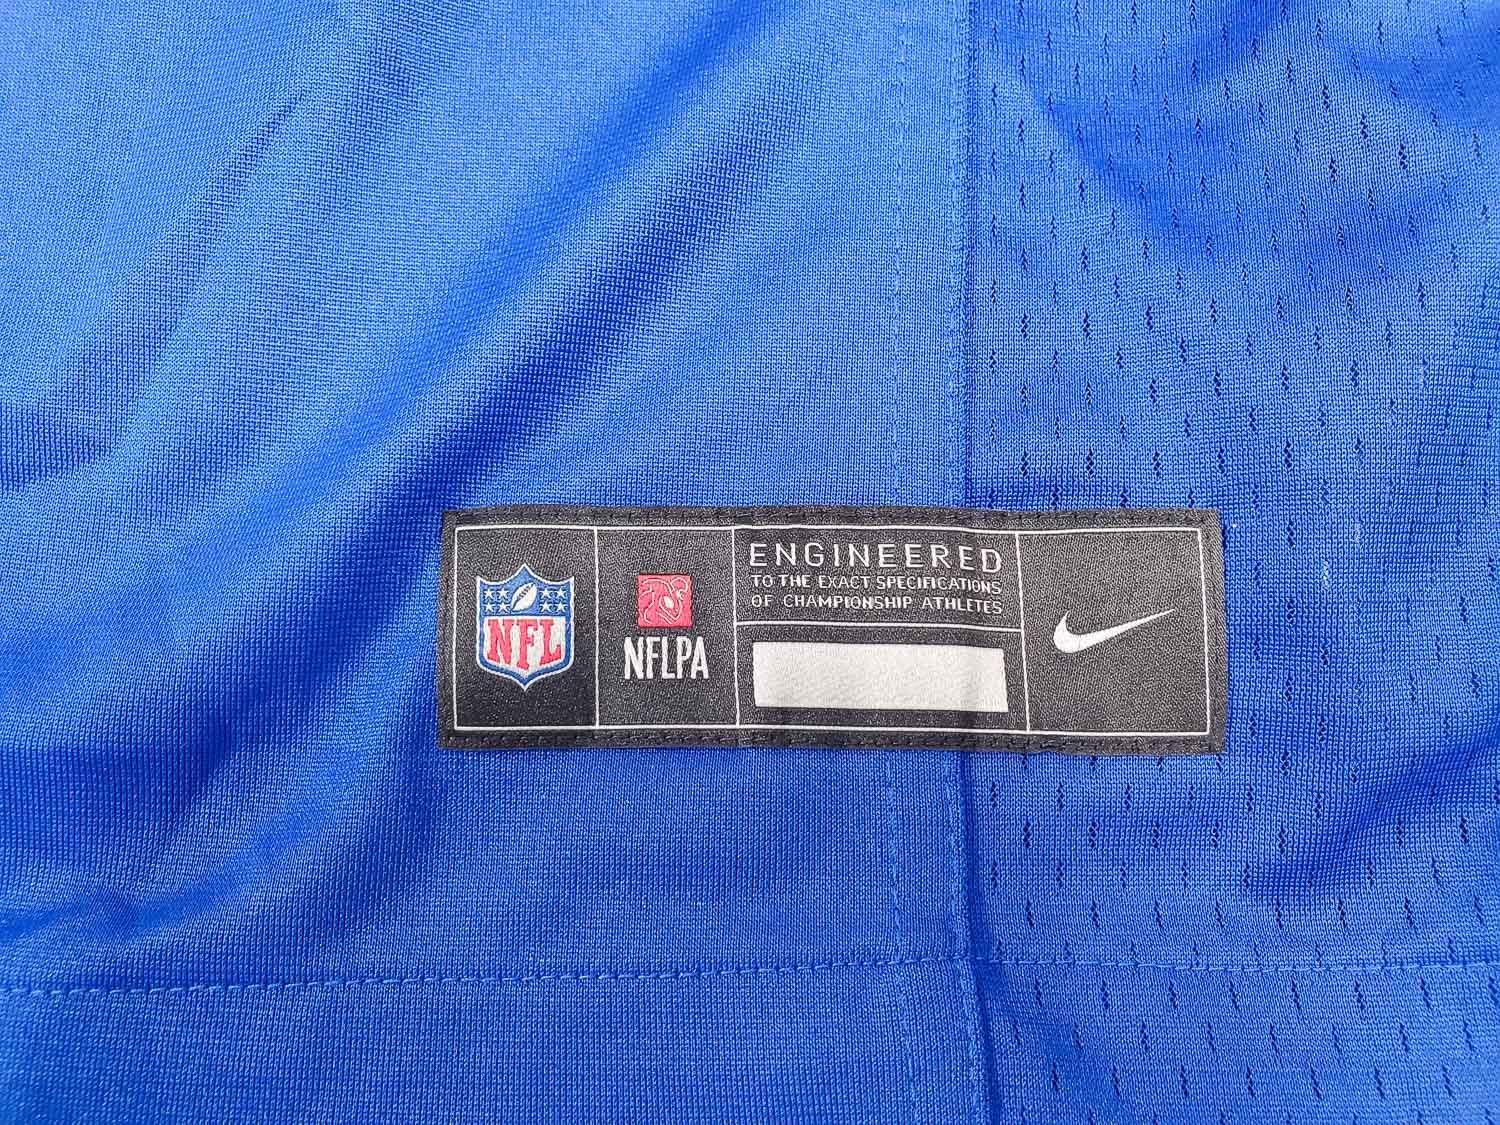 NFL
NFLPA
ENGINEERED
TO THE EXACT SPECIFICATIONS
OF CHAMPIONSHIP ATHLETES